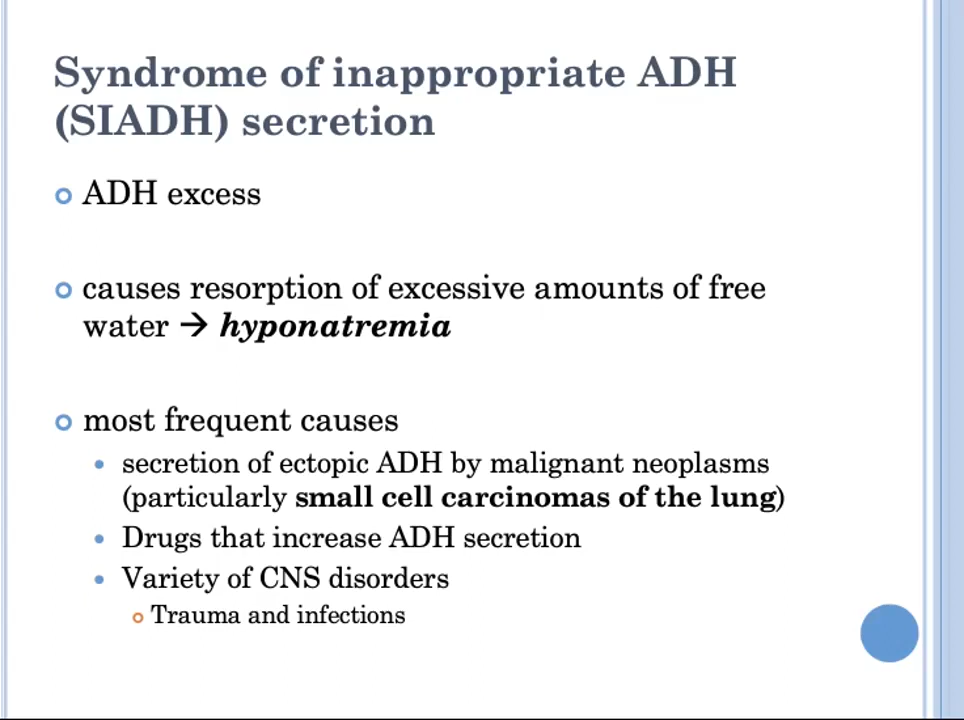 Syndrome of inappropriate ADH
(SIADH) secretion
ADH excess
causes resorption of excessive amounts of free
water → hyponatremia
most frequent causes
secretion of ectopic ADH by malignant neoplasms
(particularly small cell carcinomas of the lung)
Drugs that increase ADH secretion
Variety of CNS disorders
Trauma and infections